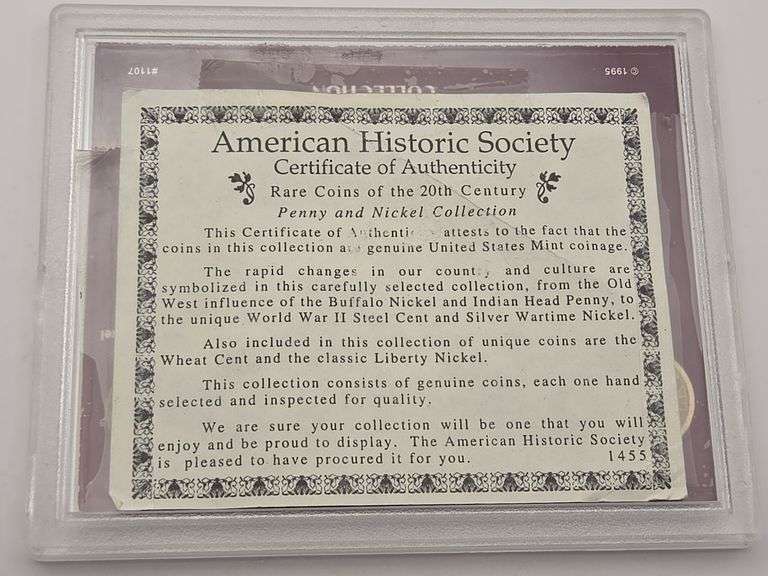 #1107
© 1995
COLLECTION
American Historic Society
Certificate of Authenticity
Rare Coins of the 20th Century
Penny and Nickel Collection
This Certificate of Authentic attests to the fact that the
coins in this collection are genuine United States Mint coinage.
The rapid changes in our country and culture are
symbolized in this carefully selected collection, from the Old
West influence of the Buffalo Nickel and Indian Head Penny, to
the unique World War II Steel Cent and Silver Wartime Nickel.
Also included in this collection of unique coins are the
Wheat Cent and the classic Liberty Nickel.
This collection consists of genuine coins, each one hand
selected and inspected for quality.
We are sure your collection will be one that you will
enjoy and be proud to display. The American Historic Society
is pleased to have procured it for you. 1455